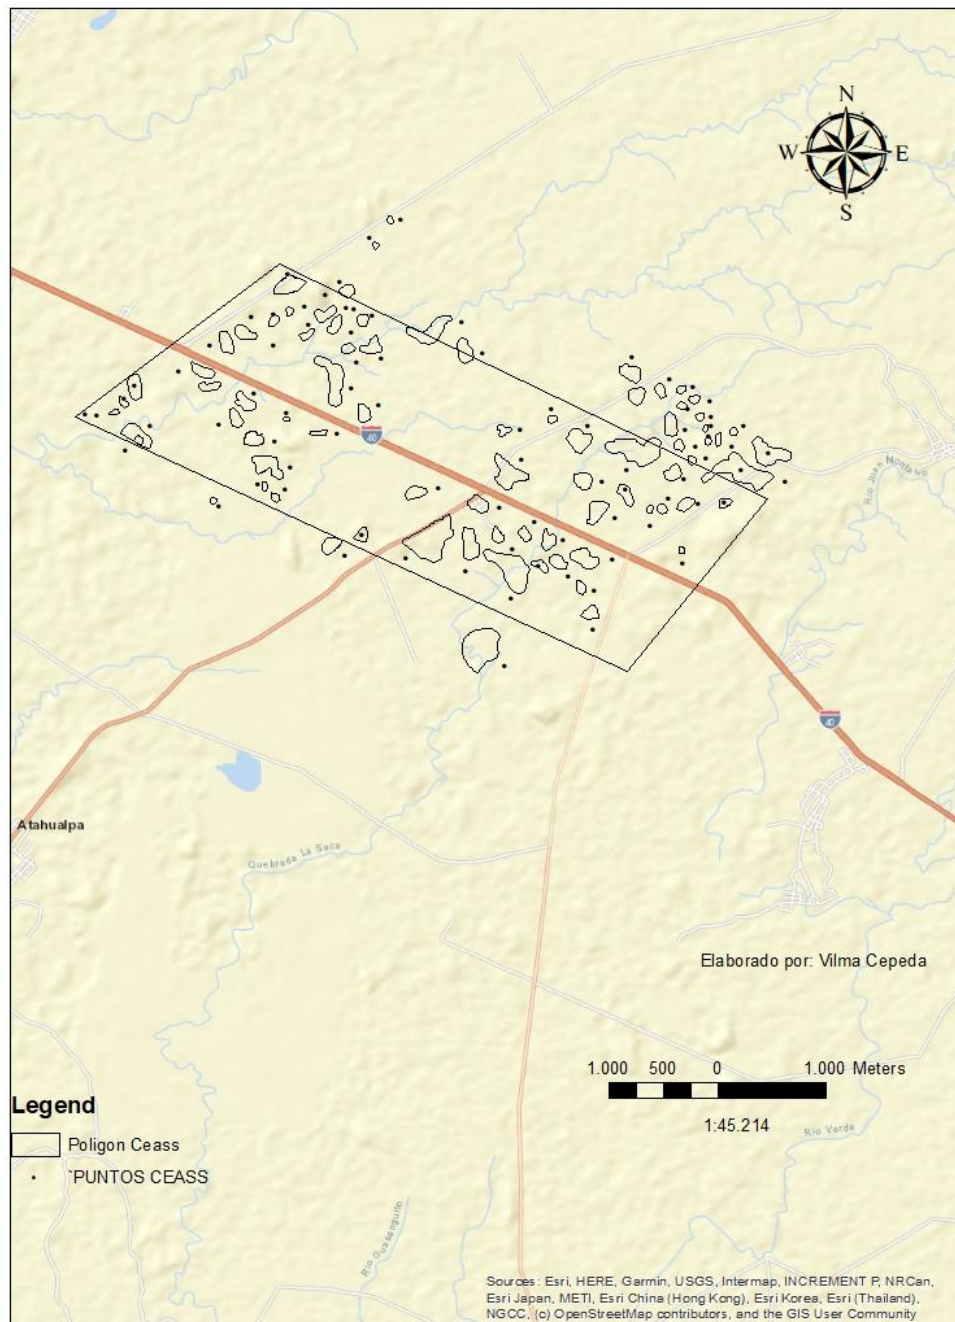 N
W E
S
40
Río Juan Montalvo
40
Atahualpa
Quebrada La Seca
Elaborado por: Vilma Cepeda
1.000 500 0 1.000 Meters
1:45.214
Río Verde
Legend
Poligon Ceass
`PUNTOS CEASS
Sources: Esri, HERE, Garmin, USGS, Intermap, INCREMENT P, NRCan,
Esri Japan, METI, Esri China (Hong Kong), Esri Korea, Esri (Thailand),
NGCC, (c) OpenStreetMap contributors, and the GIS User Community